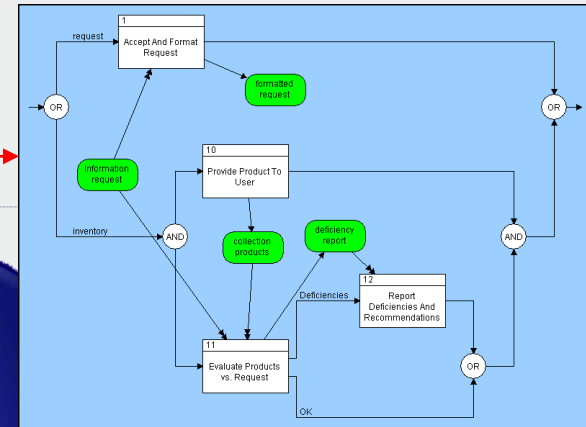 1
request
Accept And Format
Request
formatted
request
OR
OR
10
Information
request
Provide Product To
User
inventory
AND
collection
products
deficiency
report
AND
12
Deficiencies
Report
Deficiencies And
Recommendations
11
Evaluate Products
vs. Request
OR
OK